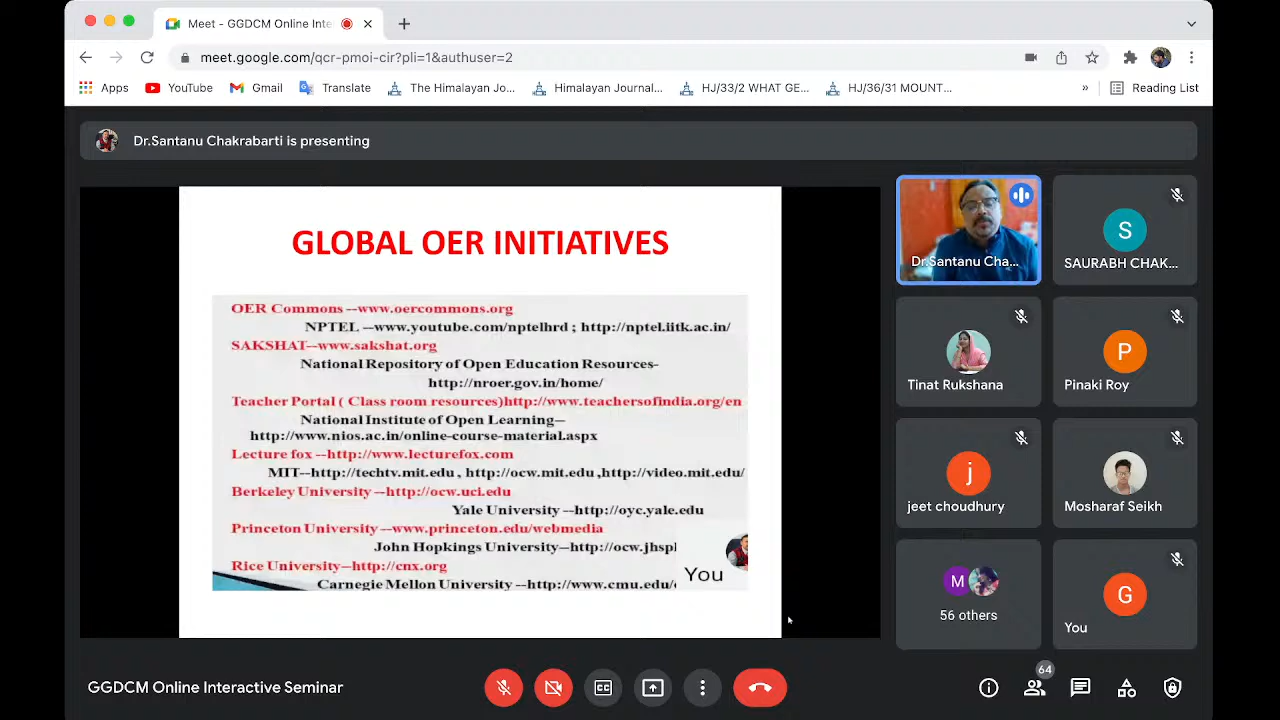 Meet - GGDCM Online Inte
meet.google.com/qcr-pmoi-cir?pli=1&authuser=2
Apps
YouTube
Gmail
Translate
The Himalayan Jo...
Himalayan Journal...
HJ/33/2 WHAT GE...
HJ/36/31 MOUNT...
»
Reading List
Dr.Santanu Chakrabarti is presenting
GLOBAL OER INITIATIVES
OER Commons --www.oercommons.org
NPTEL --www.youtube.com/nptelhrd ; http://nptel.iitk.ac.in/
SAKSHAT--www.sakshat.org
National Repository of Open Education Resources-
http://nroer.gov.in/home/
Teacher Portal ( Class room resources)http://www.teachersofindia.org/en
National Institute of Open Learning--
http://www.nios.ac.in/online-course-material.aspx
Lecture fox --http://www.lecturefox.com
MIT--http://techtv.mit.edu , http://ocw.mit.edu ,http://video.mit.edu/
Berkeley University --http://ocw.uci.edu
Yale University --http://oyc.yale.edu
Princeton University --www.princeton.edu/webmedia
John Hopkings University--http://ocw.jhspl
Rice University--http://cnx.org
Carnegie Mellon University --http://www.cmu.edu/
You
Dr.Santanu Cha...
S
SAURABH CHAK...
Tinat Rukshana
P
Pinaki Roy
j
jeet choudhury
Mosharaf Seikh
M
56 others
G
You
GGDCM Online Interactive Seminar
64